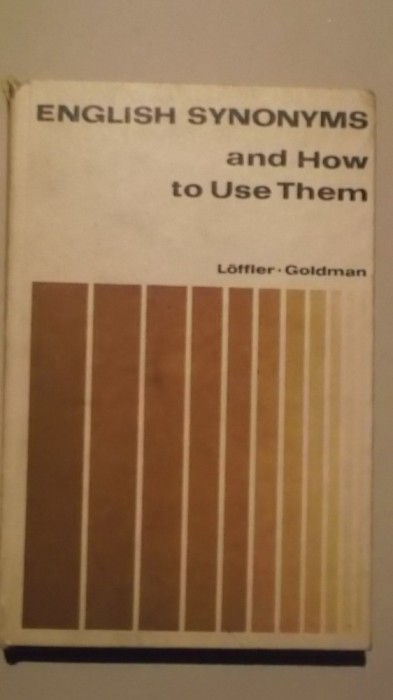 ENGLISH SYNONYMS
and How
to Use Them
Löffler · Goldman